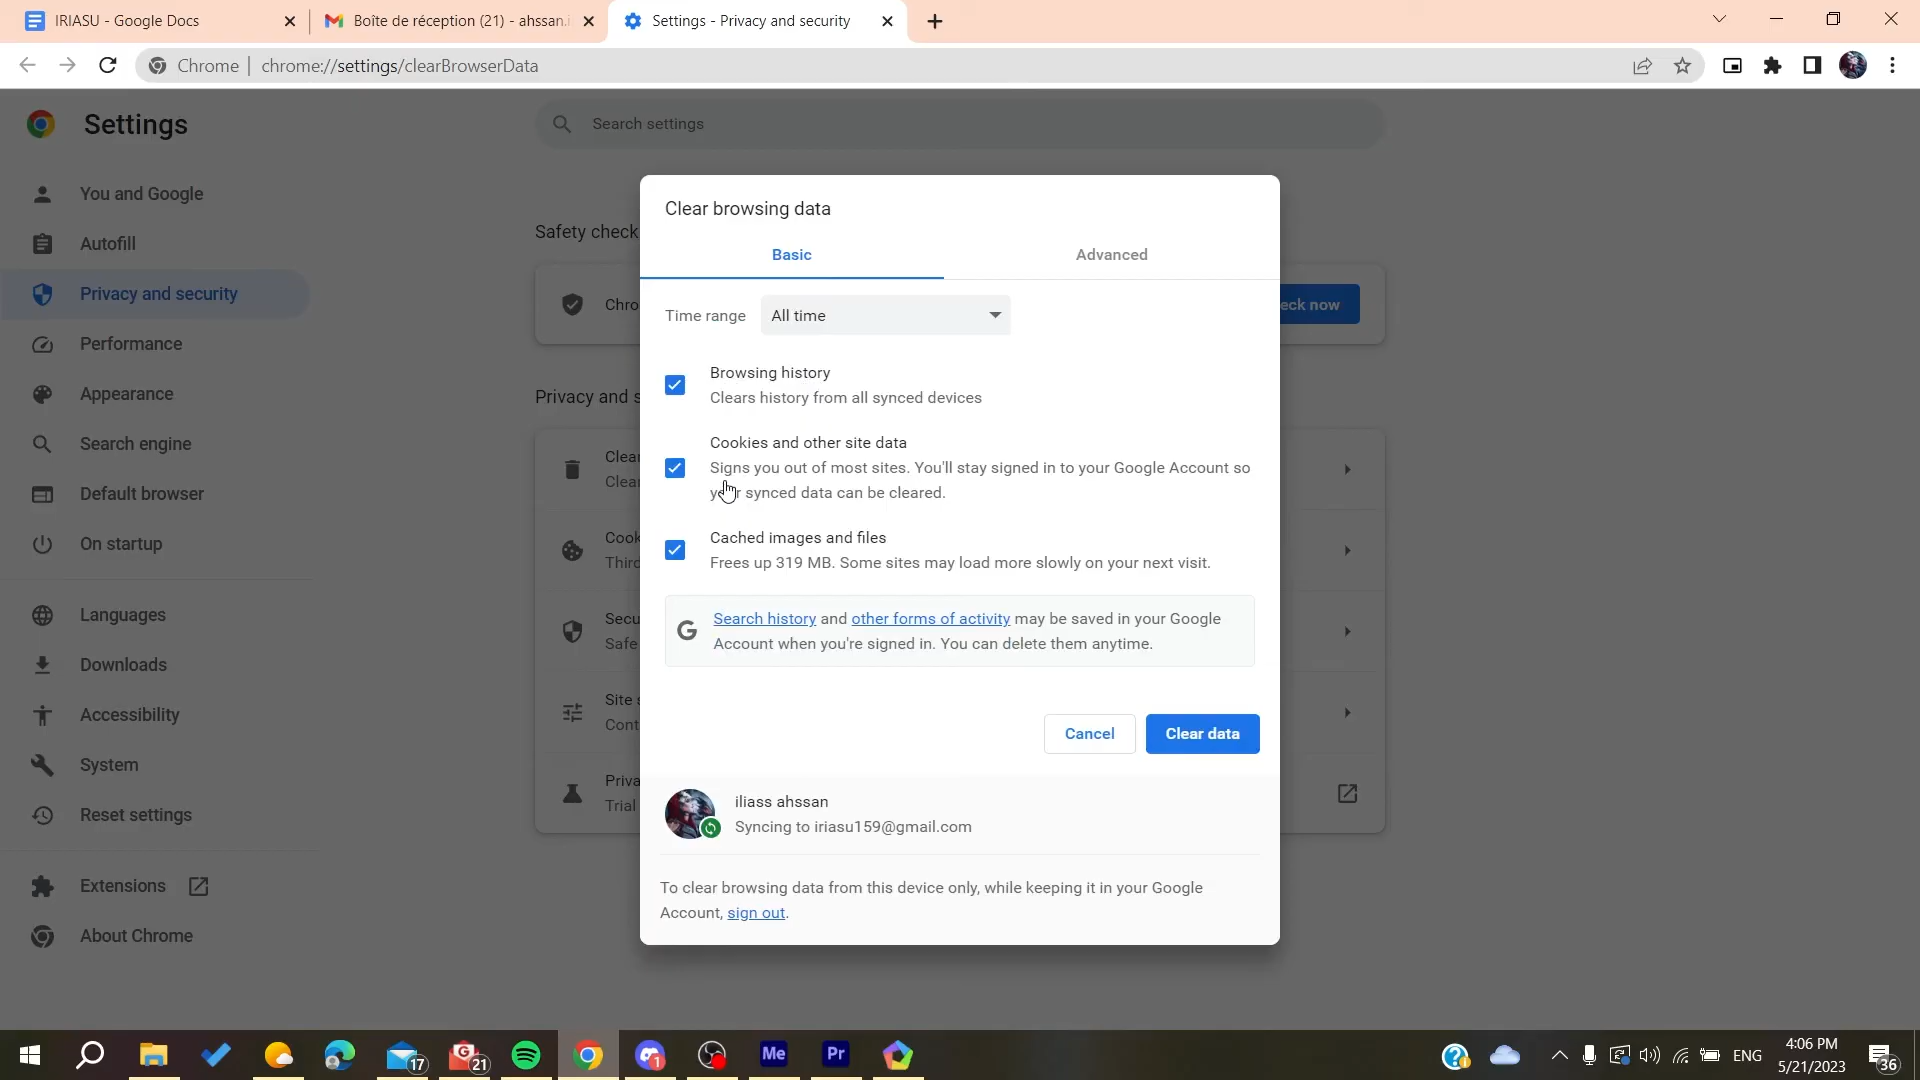 IRIASU - Google Docs
Boîte de réception (21) - ahssan.i
Settings - Privacy and security
Chrome | chrome://settings/clearBrowserData
Settings
Search settings
You and Google
Autofill
Privacy and security
Performance
Appearance
Search engine
Default browser
On startup
Languages
Downloads
Accessibility
System
Reset settings
Extensions
About Chrome
Safety check
Chro
eck now
Privacy and s
Clear
Clear
Cook
Third
Secu
Safe
Site s
Cont
Priva
Trial
Clear browsing data
Basic
Advanced
Time range
All time
Browsing history
Clears history from all synced devices
Cookies and other site data
Signs you out of most sites. You'll stay signed in to your Google Account so
your synced data can be cleared.
Cached images and files
Frees up 319 MB. Some sites may load more slowly on your next visit.
Search history and other forms of activity may be saved in your Google
Account when you're signed in. You can delete them anytime.
Cancel
Clear data
iliass ahssan
Syncing to iriasu159@gmail.com
To clear browsing data from this device only, while keeping it in your Google
Account, sign out.
17
21
1
Me
Pr
ENG
4:06 PM
5/21/2023
36